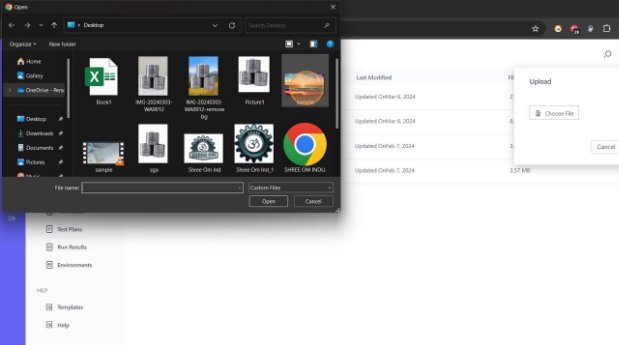 Open
Desktop
Search Desktop
Organize
New folder
Home
Gallery
OneDrive - Perso
Desktop
Downloads
Documents
Pictures
Music
Book1
IMG-20240303-WA0012
IMG-20240303-WA0012-removebg
Picture1
sample
sga
Shree Om Ind
Shree Om Ind_1
SHREE OM INDU.
File name:
Custom Files
Open
Cancel
Last Modified
Updated OnMar 6, 2024
Updated OnMar 6, 2024
Updated OnFeb 7, 2024
Updated OnFeb 7, 2024
3.57 MB
Upload
Choose File
Cancel
Test Plans
Run Results
Environments
HELP
Templates
Help